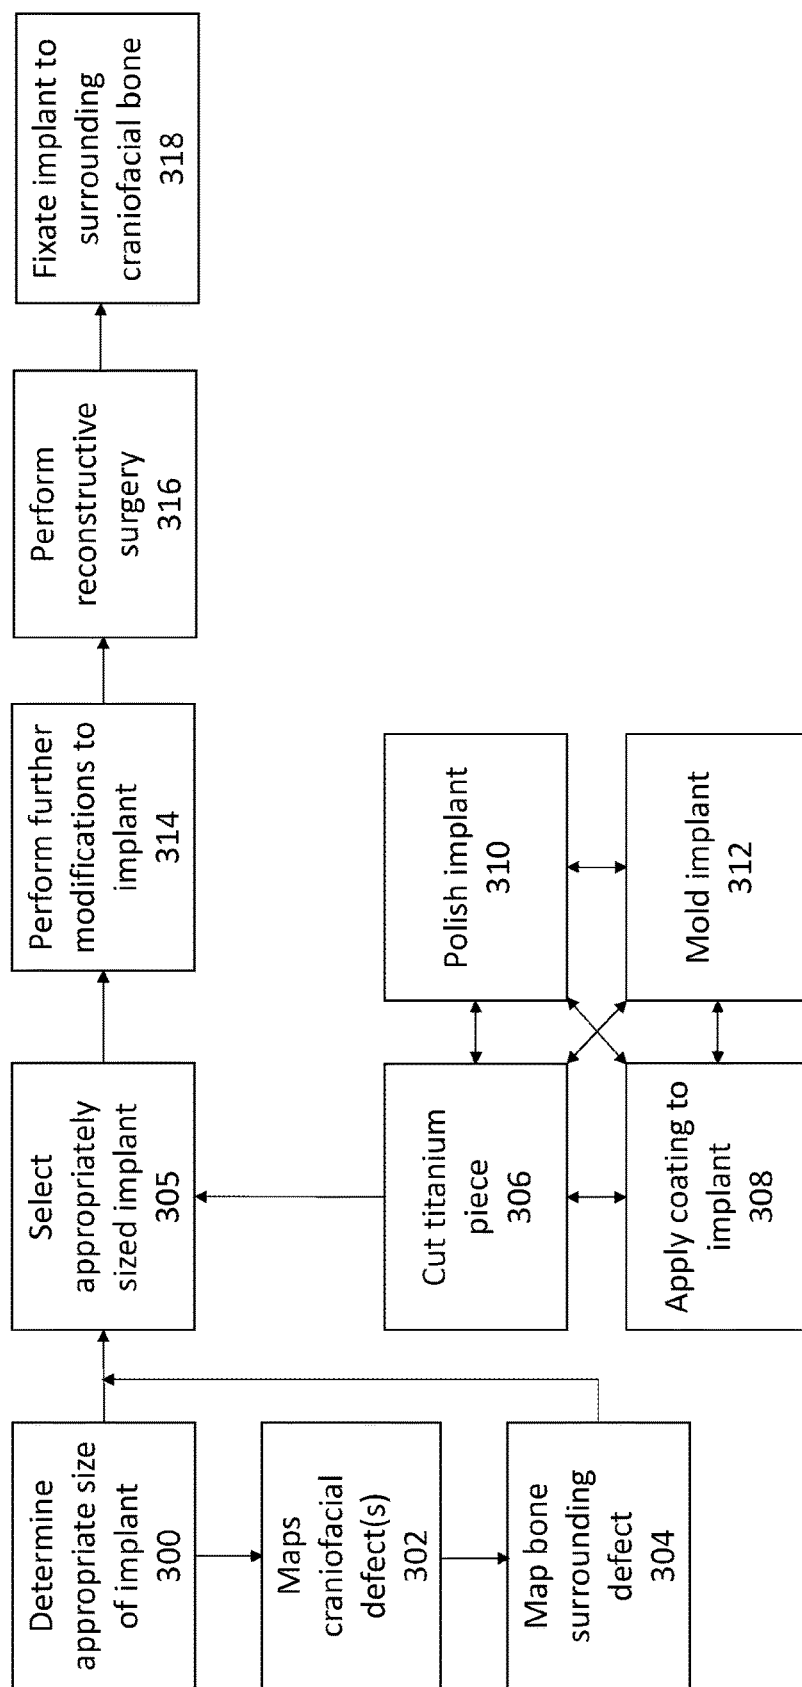 Determine
appropriate size
of implant
300
Maps
craniofacial
defect(s)
302
Map bone
surrounding
defect
304
Select
appropriately
sized implant
305
Cut titanium
piece
306
Apply coating to
implant
308
Polish implant
310
Mold implant
312
Perform further
modifications to
implant
314
Perform
reconstructive
surgery
316
Fixate implant to
surrounding
craniofacial bone
318